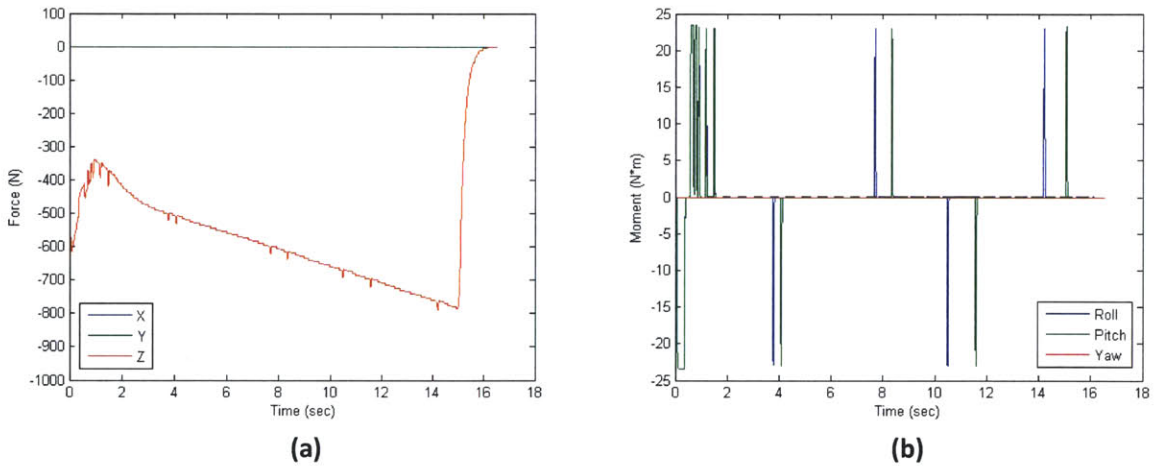 100
0
-100
-200
-300
-400
-500
-600
-700
-800
-900
-1000
Force (N)
X
Y
Z
0 2 4 6 8 10 12 14 16 18
Time (sec)
(a)
25
20
15
10
5
0
-5
-10
-15
-20
-25
Moment (N*m)
Roll
Pitch
Yaw
0 2 4 6 8 10 12 14 16 18
Time (sec)
(b)